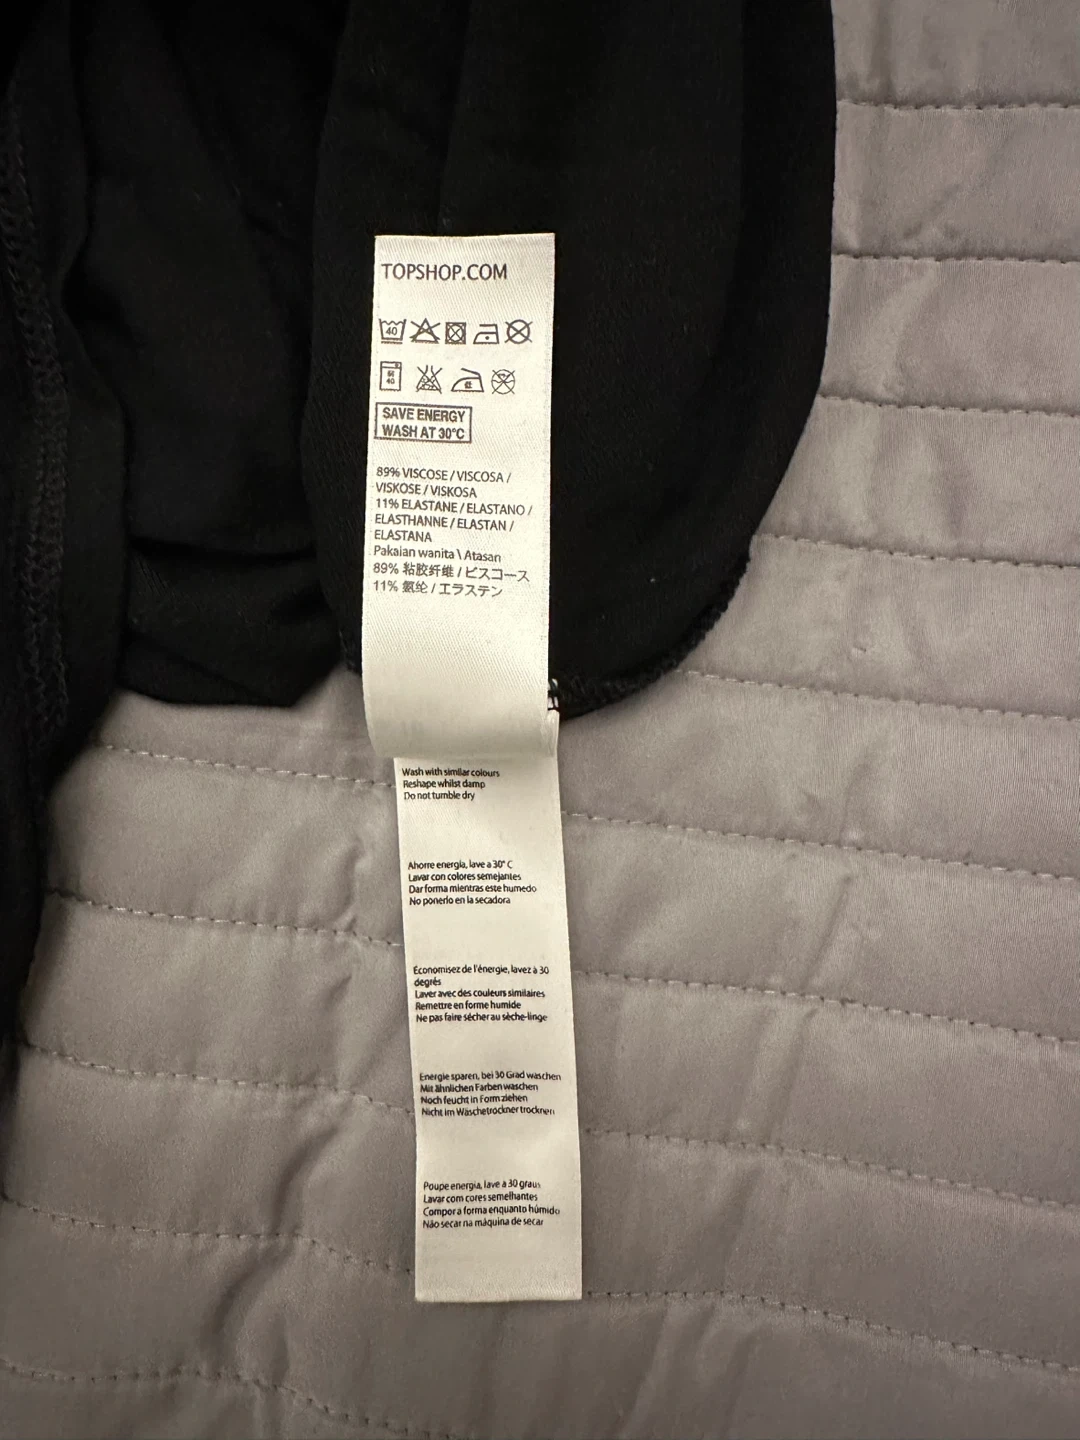 TOPSHOP.COM
40
弱
40
SAVE ENERGY
WASH AT 30°C
89% VISCOSE / VISCOSA /
VISKOSE / VISKOSA
11% ELASTANE / ELASTANO /
ELASTHANNE / ELASTAN /
ELASTANA
Pakaian wanita \ Atasan
89% 粘胶纤维 / ビスコース
11% 氨纶 / エラステン
Wash with similar colours
Reshape whilst damp
Do not tumble dry
Ahorre energia, lave a 30° C
Lavar con colores semejantes
Dar forma mientras este humedo
No ponerlo en la secadora
Economisez de l'énergie, lavez à 30
degrés
Laver avec des couleurs similaires
Remettre en forme humide
Ne pas faire sécher au sèche-linge
Energie sparen, bei 30 Grad waschen
Mit ähnlichen Farben waschen
Noch feucht in Form ziehen
Nicht im Wäschetrockner trocknen
Poupe energia, lave à 30 graus
Lavar com cores semelhantes
Compor a forma enquanto húmido
Não secar na máquina de secar